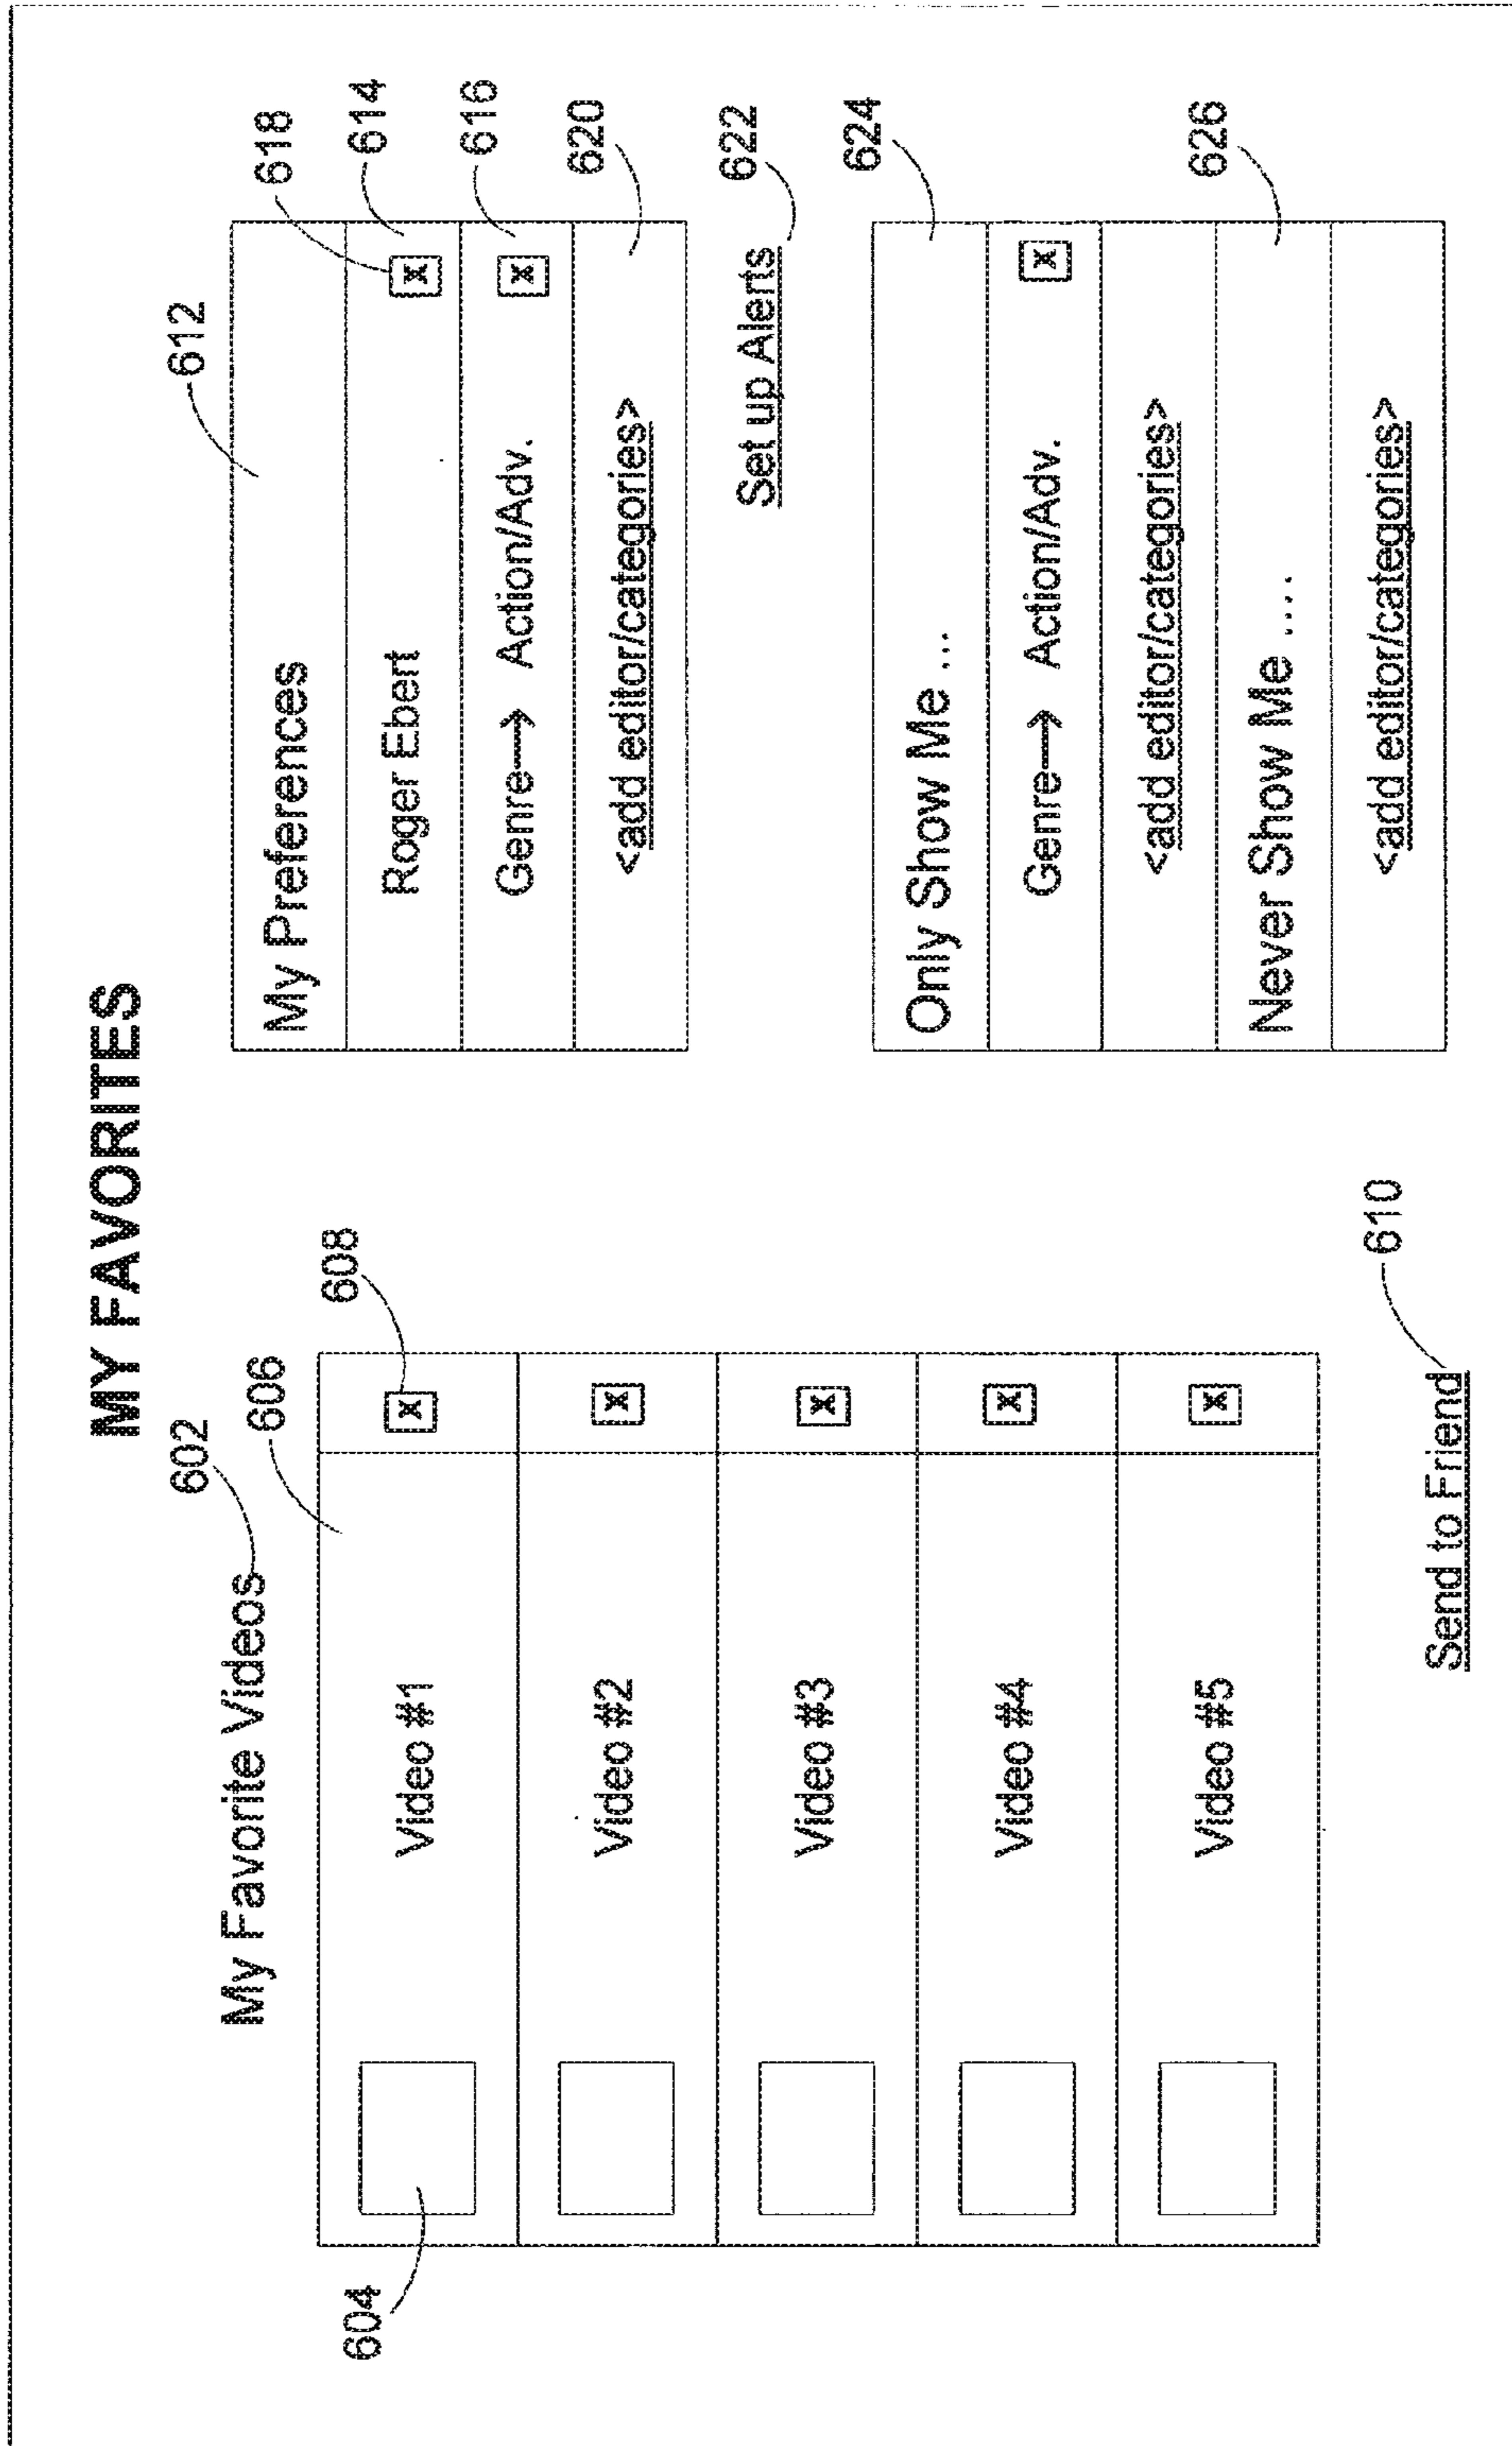 MY FAVORITES
602
My Favorite Videos
606
604
Video #1
X
608
Video #2
X
Video #3
X
Video #4
X
Video #5
X
Send to Friend
610
612
My Preferences
618
Roger Ebert
X
614
Genre→ Action/Adv.
X
616
<add editor/categories>
620
Set up Alerts
622
Only Show Me ...
624
Genre→ Action/Adv.
X
<add editor/categories>
Never Show Me ....
626
<add editor/categories>